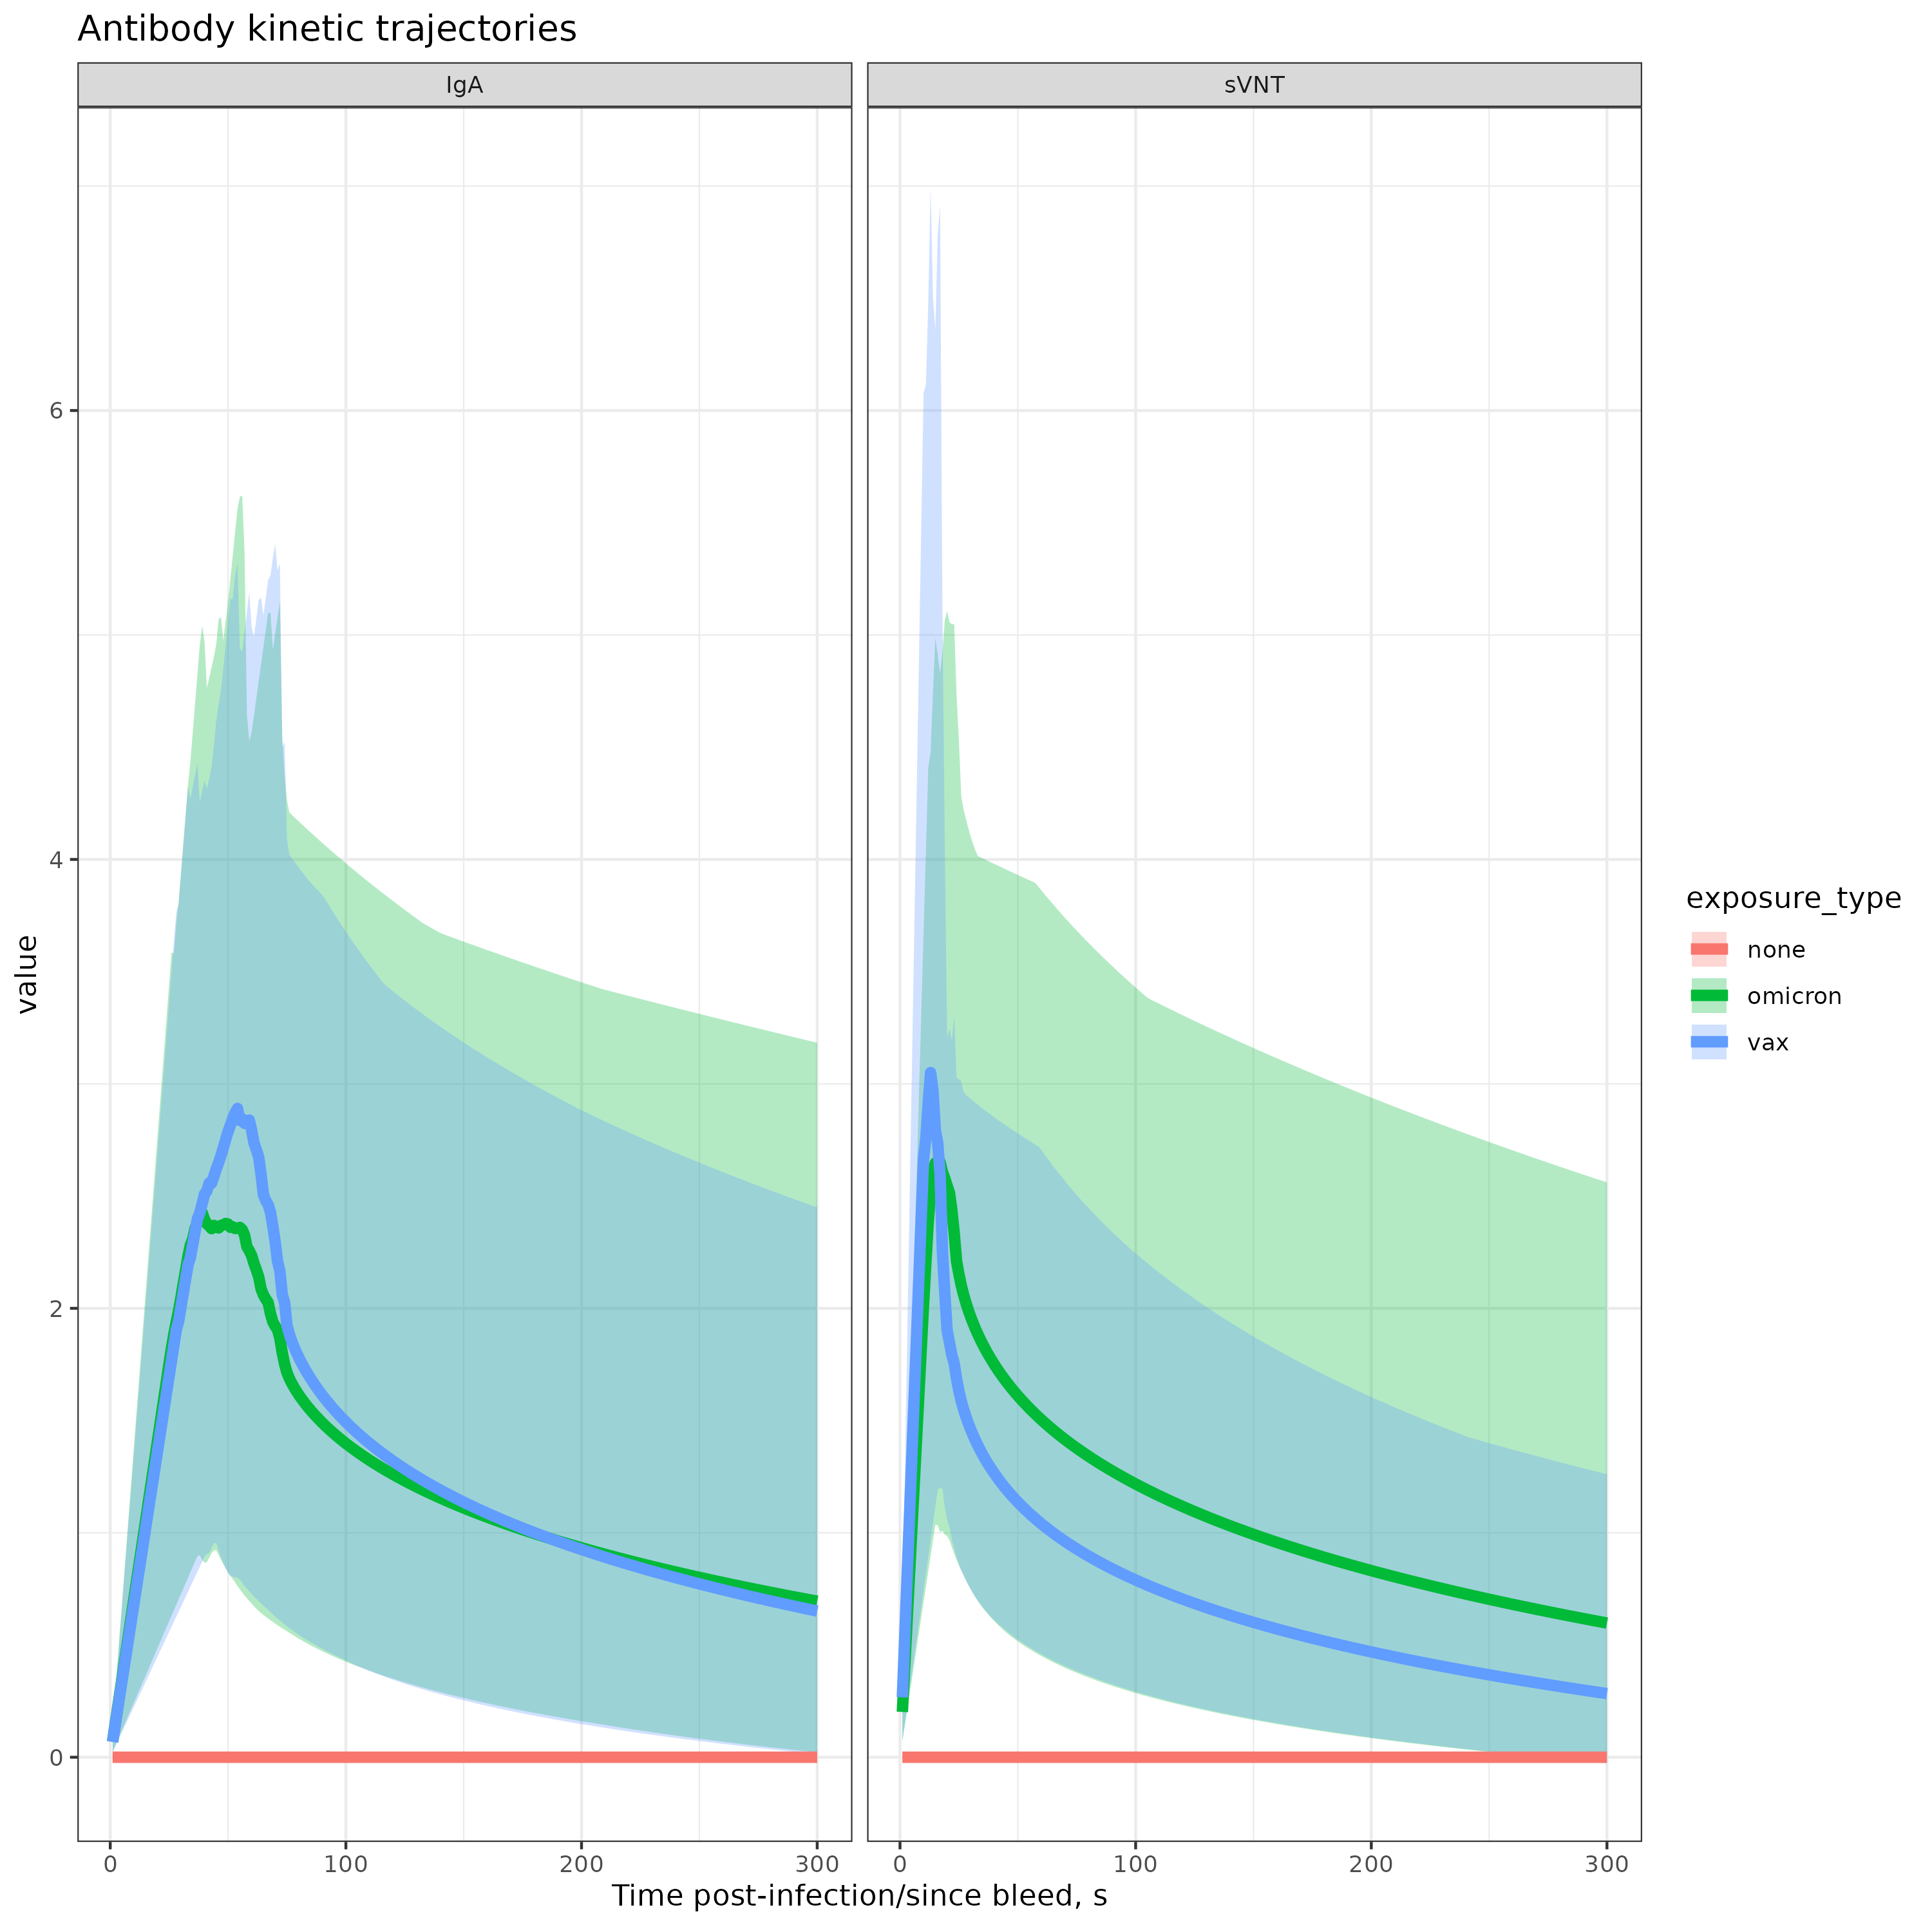 Antibody kinetic trajectories
IgA
sVNT
value
6
4
2
0
0
100
200
300
0
100
200
300
Time post-infection/since bleed, s
exposure_type
none
omicron
vax